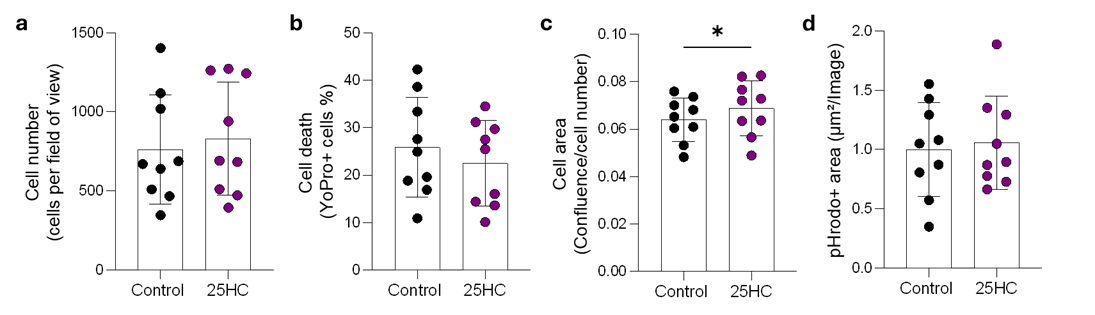 a
Cell number
(cells per field of view)
1500
1000
500
0
Control
25HC
b
Cell death
(YoPro+ cells %)
50
40
30
20
10
0
Control
25HC
c
Cell area
(Confluence/cell number)
0.10
0.08
0.06
0.04
0.02
0.00
*
Control
25HC
d
pHrodo+ area (µm²/Image)
2.0
1.5
1.0
0.5
0.0
Control
25HC